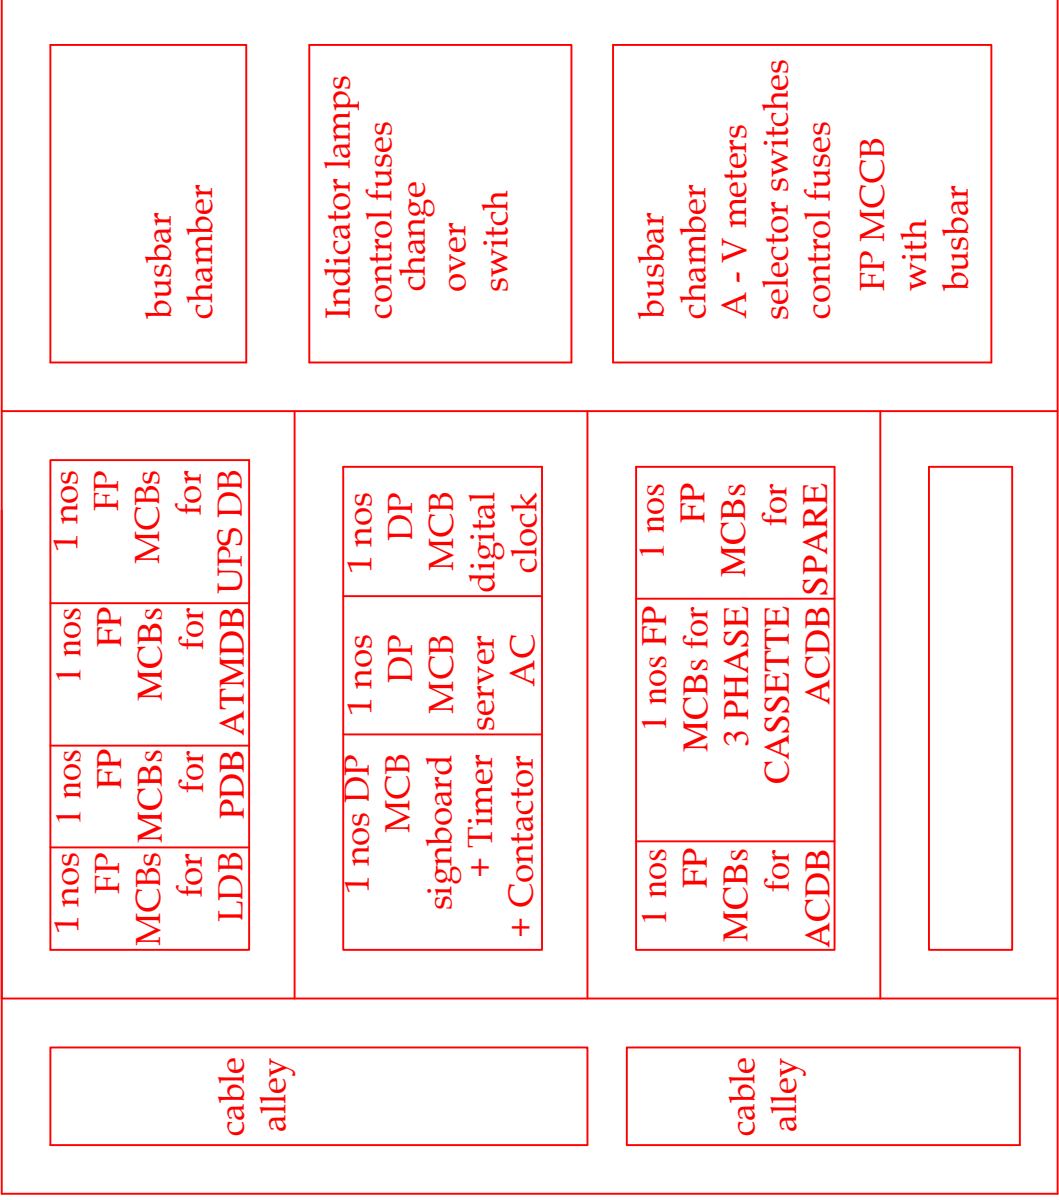 cable
alley
cable
alley
1 nos
FP
MCBs
for
LDB
1 nos
FP
MCBs
for
PDB
1 nos
FP
MCBs
for
ATMDB
1 nos
FP
MCBs
for
UPS DB
1 nos DP
MCB
signboard
+ Timer
+ Contactor
1 nos
DP
MCB
server
AC
1 nos
DP
MCB
digital
clock
1 nos
FP
MCBs
for
ACDB
1 nos FP
MCBs for
3 PHASE
CASSETTE
ACDB
1 nos
FP
MCBs
for
SPARE
busbar
chamber
Indicator lamps
control fuses
change
over
switch
busbar
chamber
A - V meters
selector switches
control fuses
FP MCCB
with
busbar